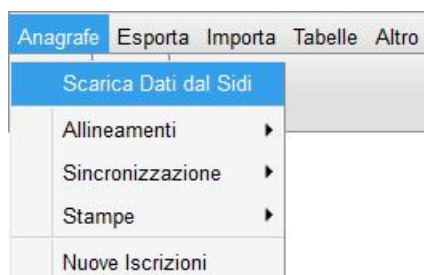 Anagrafe Esporta Importa Tabelle Altro
Scarica Dati dal Sidi
Allineamenti
Sincronizzazione
Stampe
Nuove Iscrizioni